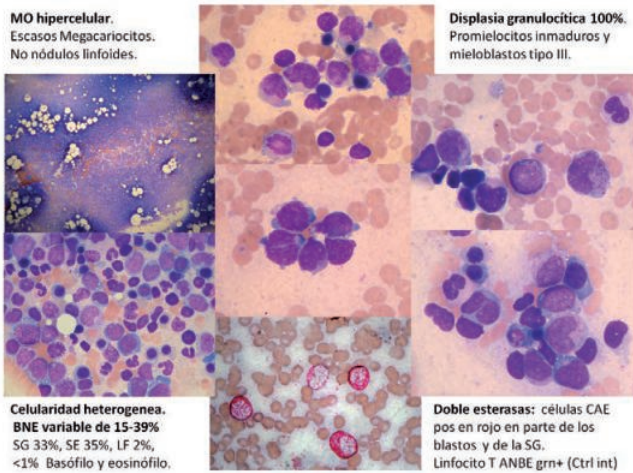 MO hipercelular.
Escasos Megacariocitos.
No nódulos linfoides.
Displasia granulocítica 100%.
Promielocitos inmaduros y
mieloblastos tipo III.
Celularidad heterogenea.
BNE variable de 15-39%
SG 33%, SE 35%, LF 2%,
<1% Basófilo y eosinófilo.
Doble esterasas: células CAE
pos en rojo en parte de los
blastos y de la SG.
Linfocito T ANBE grn+ (Ctrl int)